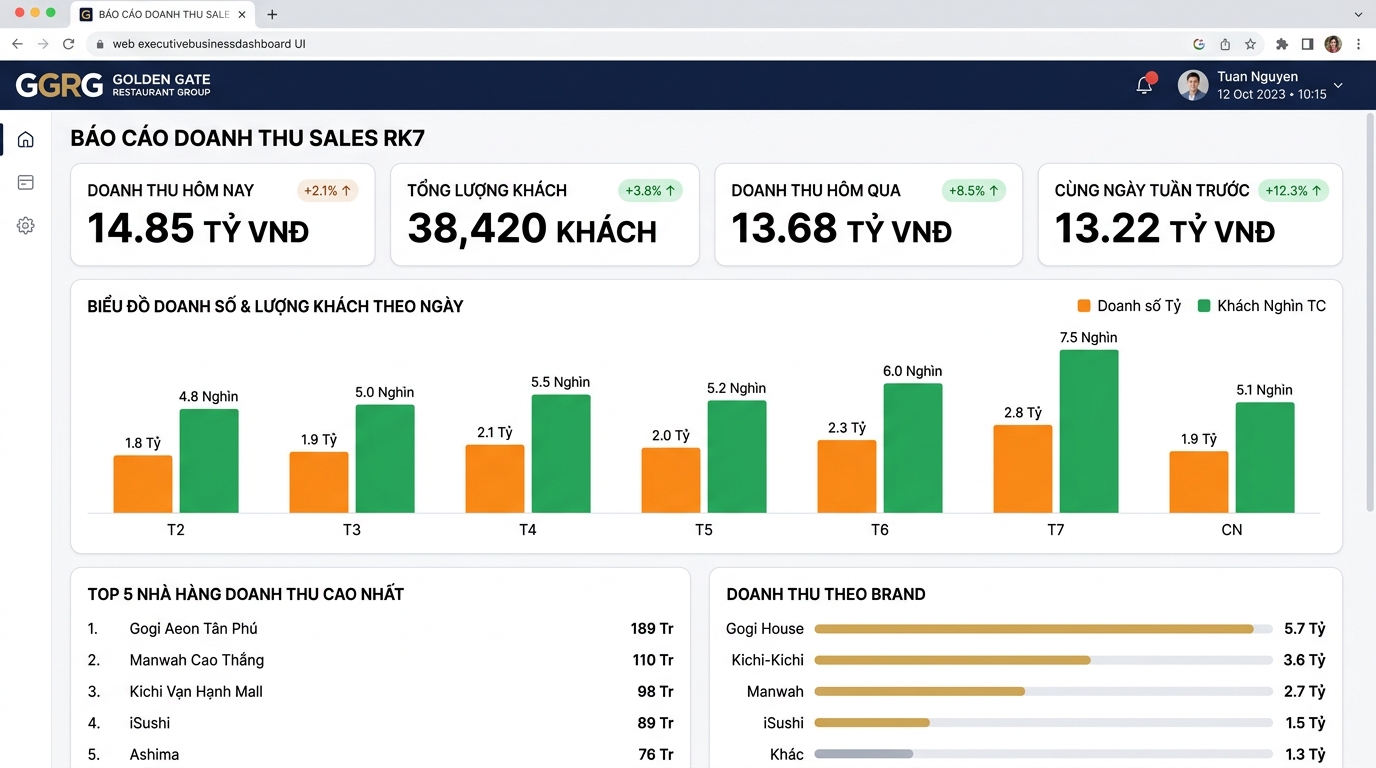 BÁO CÁO DOANH THU SALE
web executivebusinessdashboard UI
GGRG GOLDEN GATE
RESTAURANT GROUP
Tuan Nguyen
12 Oct 2023 • 10:15
BÁO CÁO DOANH THU SALES RK7
DOANH THU HÔM NAY +2.1% ↑
14.85 TỶ VNĐ
TỔNG LƯỢNG KHÁCH +3.8% ↑
38,420 KHÁCH
DOANH THU HÔM QUA +8.5% ↑
13.68 TỶ VNĐ
CÙNG NGÀY TUẦN TRƯỚC +12.3% ↑
13.22 TỶ VNĐ
BIỂU ĐỒ DOANH SỐ & LƯỢNG KHÁCH THEO NGÀY
Doanh số Tỷ Khách Nghìn TC
1.8 Tỷ 4.8 Nghìn
1.9 Tỷ 5.0 Nghìn
2.1 Tỷ 5.5 Nghìn
2.0 Tỷ 5.2 Nghìn
2.3 Tỷ 6.0 Nghìn
2.8 Tỷ 7.5 Nghìn
1.9 Tỷ 5.1 Nghìn
T2 T3 T4 T5 T6 T7 CN
TOP 5 NHÀ HÀNG DOANH THU CAO NHẤT
1. Gogi Aeon Tân Phú 189 Tr
2. Manwah Cao Thắng 110 Tr
3. Kichi Vạn Hạnh Mall 98 Tr
4. iSushi 89 Tr
5. Ashima 76 Tr
DOANH THU THEO BRAND
Gogi House 5.7 Tỷ
Kichi-Kichi 3.6 Tỷ
Manwah 2.7 Tỷ
iSushi 1.5 Tỷ
Khác 1.3 Tỷ